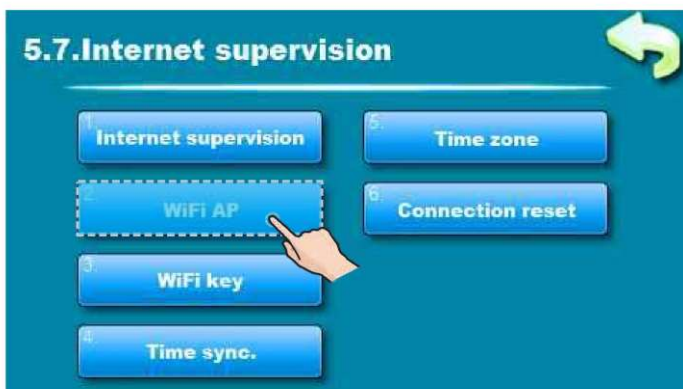 5.7.Internet supervision
1.
Internet supervision
2.
WiFi AP
3.
WiFi key
4.
Time sync.
5.
Time zone
6.
Connection reset